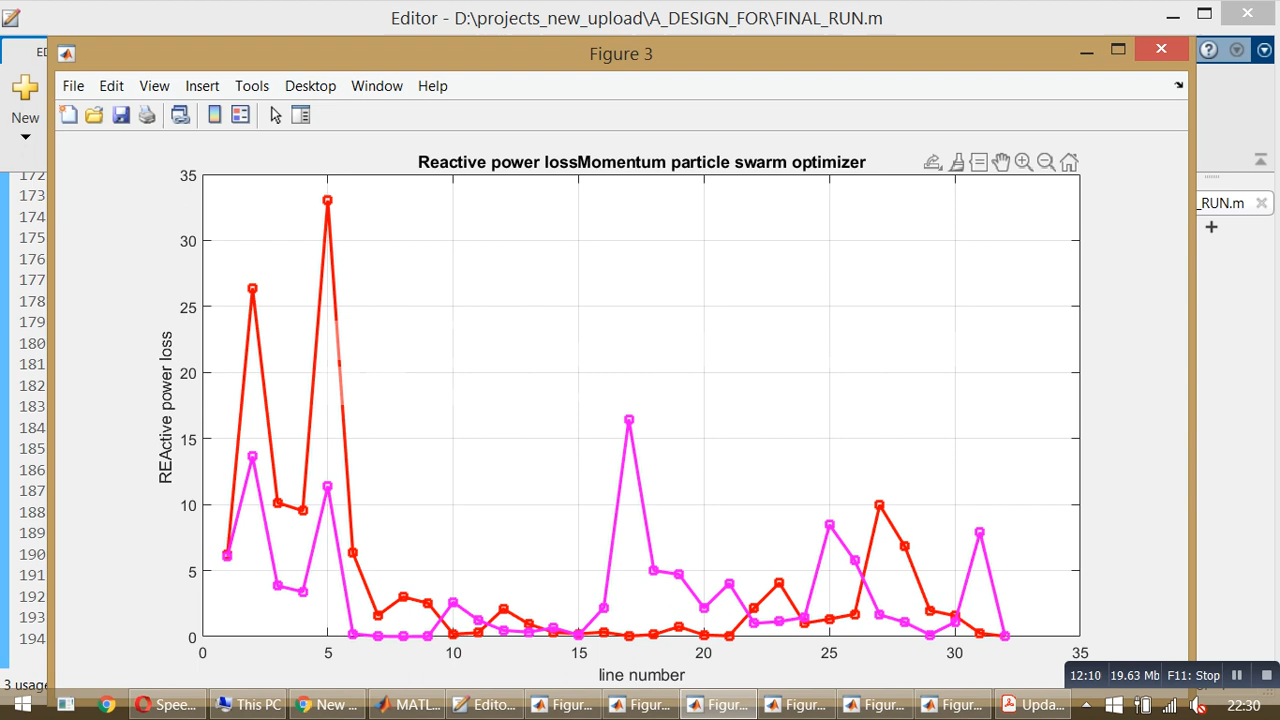 Editor - D:\projects_new_upload\A_DESIGN_FOR\FINAL_RUN.m
Figure 3
File Edit View Insert Tools Desktop Window Help
New
Reactive power lossMomentum particle swarm optimizer
_RUN.m
172
173
174
175
176
177
178
179
180
181
182
183
184
185
186
187
188
189
190
191
192
193
194
35
30
25
20
15
10
5
0
REActive power loss
0 5 10 15 20 25 30 35
line number
3 usage
12:10 19.63 Mb F11: Stop
Spee... This PC New ... MATL... Edito... Figur... Figur... Figur... Figur... Figur... Figur... Upda... 22:30